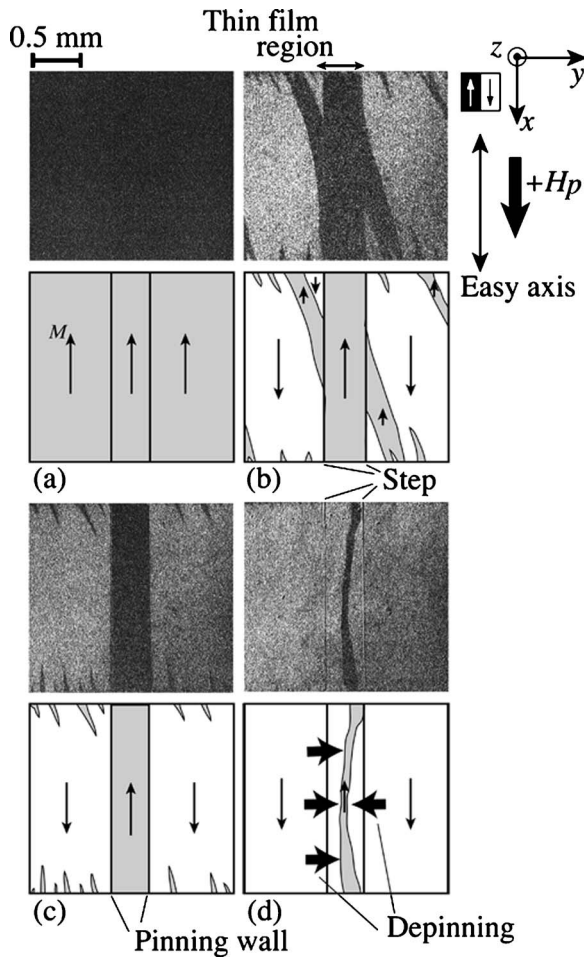 0.5 mm
Thin film
region
z
y
x
+Hp
Easy axis
M
(a)
(b)
Step
(c)
Pinning wall
(d)
Depinning